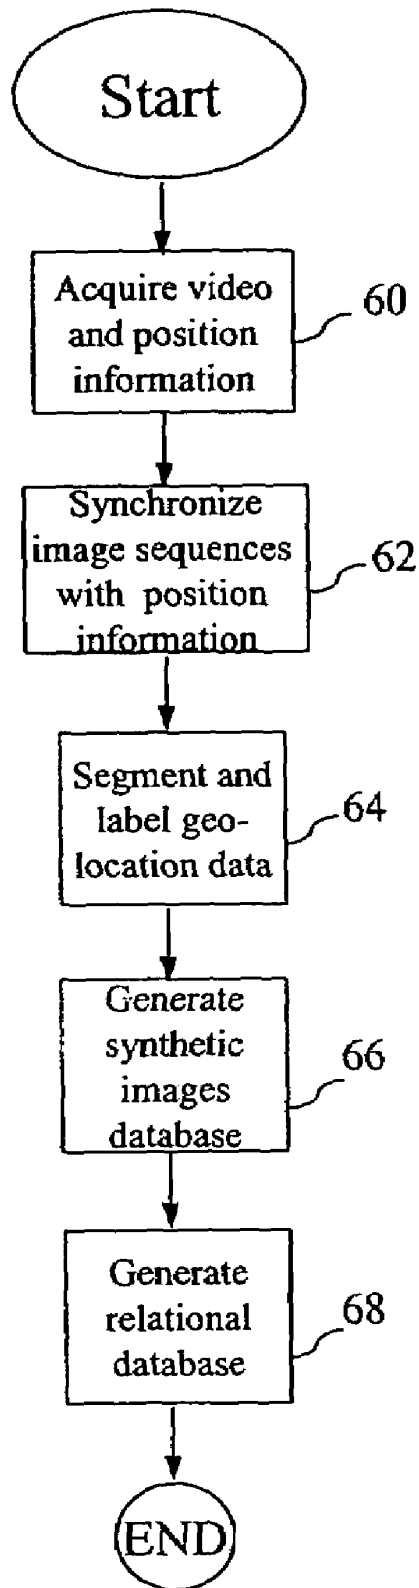 Start
Acquire video
and position
information
60
Synchronize
image sequences
with position
information
62
Segment and
label geo-
location data
64
Generate
synthetic
images
database
66
Generate
relational
database
68
END